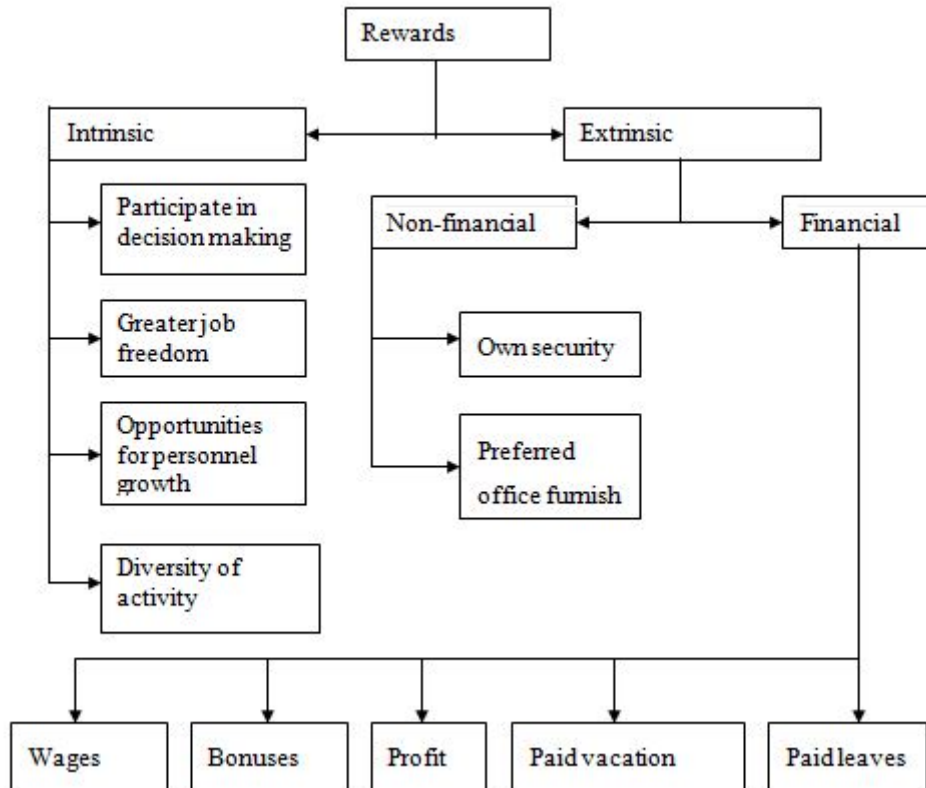 Rewards
Intrinsic
Extrinsic
Participate in
decision making
Non-financial
Financial
Greater job
freedom
Own security
Opportunities
for personnel
growth
Preferred
office furnish
Diversity of
activity
Wages
Bonuses
Profit
Paid vacation
Paid leaves